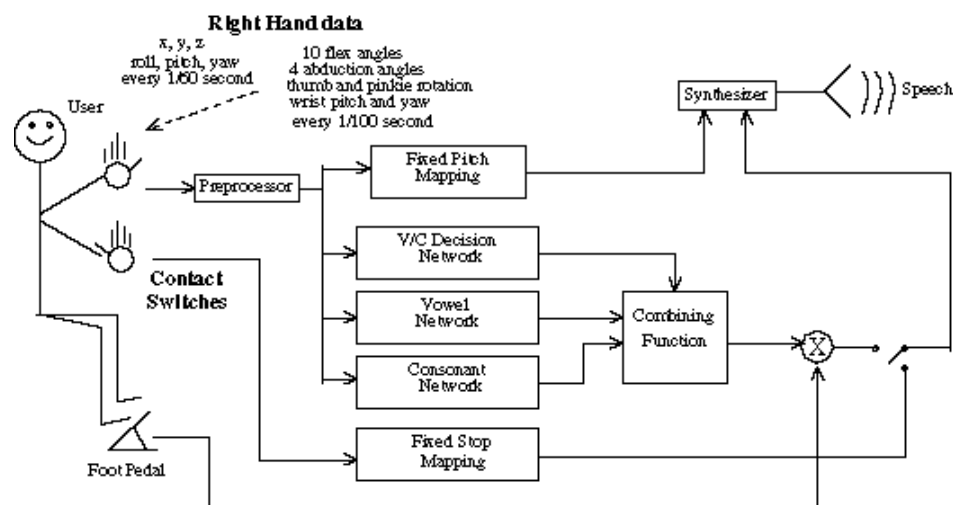 Right Hand data
x, y, z
roll, pitch, yaw
every 1/60 second
10 flex angles
4 abduction angles
thumb and pinkie rotation
wrist pitch and yaw
every 1/100 second
User
Synthesizer
Speech
Preprocessor
Fixed Pitch
Mapping
V/C Decision
Network
Contact
Switches
Vowel
Network
Combining
Function
X
Consonant
Network
Fixed Stop
Mapping
Foot Pedal